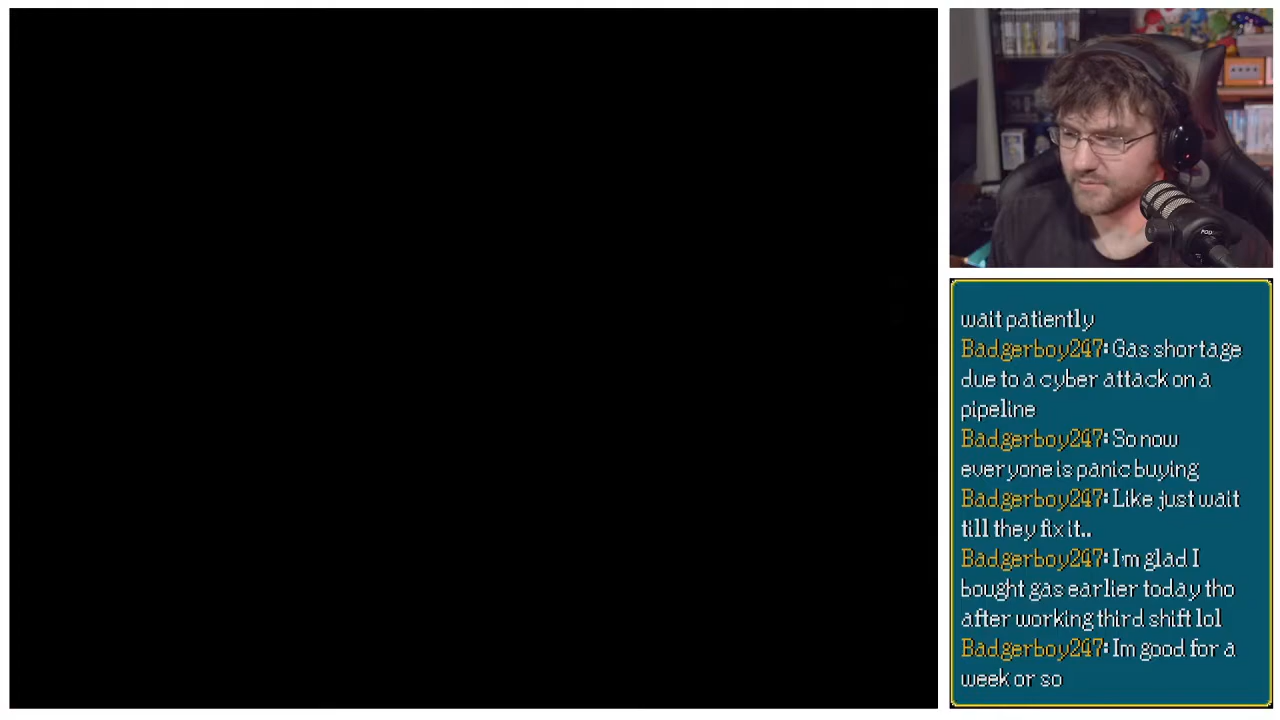 wait patiently
Badgerboy247: Gas shortage
due to a cyber attack on a
pipeline
Badgerboy247: So now
everyone is panic buying
Badgerboy247: Like just wait
till they fix it..
Badgerboy247: I'm glad I
bought gas earlier today tho
after working third shift lol
Badgerboy247: Im good for a
week or so